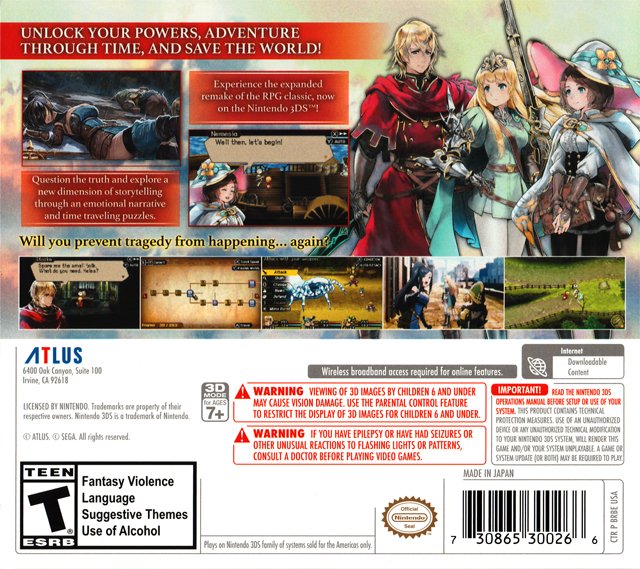 UNLOCK YOUR POWERS, ADVENTURE
THROUGH TIME, AND SAVE THE WORLD!
Experience the expanded
remake of the RPG classic, now
on the Nintendo 3DS™!
Nemesia
AUTO
Well then, let's begin!
Question the truth and explore a
new dimension of storytelling
through an emotional narrative
and time traveling puzzles.
Will you prevent tragedy from happening... again?
Stocke
Spare me the small talk.
What do you need, Heiss?
Attack
ATLUS
6400 Oak Canyon, Suite 100
Irvine, CA 92618
LICENSED BY NINTENDO. Trademarks are property of their
respective owners. Nintendo 3DS is a trademark of Nintendo.
© ATLUS. © SEGA. All rights reserved.
Wireless broadband access required for online features.
Internet
Downloadable
Content
3D
MODE
for AGES
7+
WARNING VIEWING OF 3D IMAGES BY CHILDREN 6 AND UNDER
MAY CAUSE VISION DAMAGE. USE THE PARENTAL CONTROL FEATURE
TO RESTRICT THE DISPLAY OF 3D IMAGES FOR CHILDREN 6 AND UNDER.
WARNING IF YOU HAVE EPILEPSY OR HAVE HAD SEIZURES OR
OTHER UNUSUAL REACTIONS TO FLASHING LIGHTS OR PATTERNS,
CONSULT A DOCTOR BEFORE PLAYING VIDEO GAMES.
IMPORTANT! READ THE NINTENDO 3DS
OPERATIONS MANUAL BEFORE SETUP OR USE OF YOUR
SYSTEM. THIS PRODUCT CONTAINS TECHNICAL
PROTECTION MEASURES. USE OF AN UNAUTHORIZED
DEVICE OR ANY UNAUTHORIZED TECHNICAL MODIFICATION
TO YOUR NINTENDO 3DS SYSTEM, WILL RENDER THIS
GAME AND/OR YOUR SYSTEM UNPLAYABLE. A GAME OR
SYSTEM UPDATE (OR BOTH) MAY BE REQUIRED TO PLAY.
TEEN
T
ESRB
Fantasy Violence
Language
Suggestive Themes
Use of Alcohol
Plays on Nintendo 3DS family of systems sold for the Americas only.
Official
Nintendo
Seal
MADE IN JAPAN
7 30865 30026 6
CTR P BRBE USA